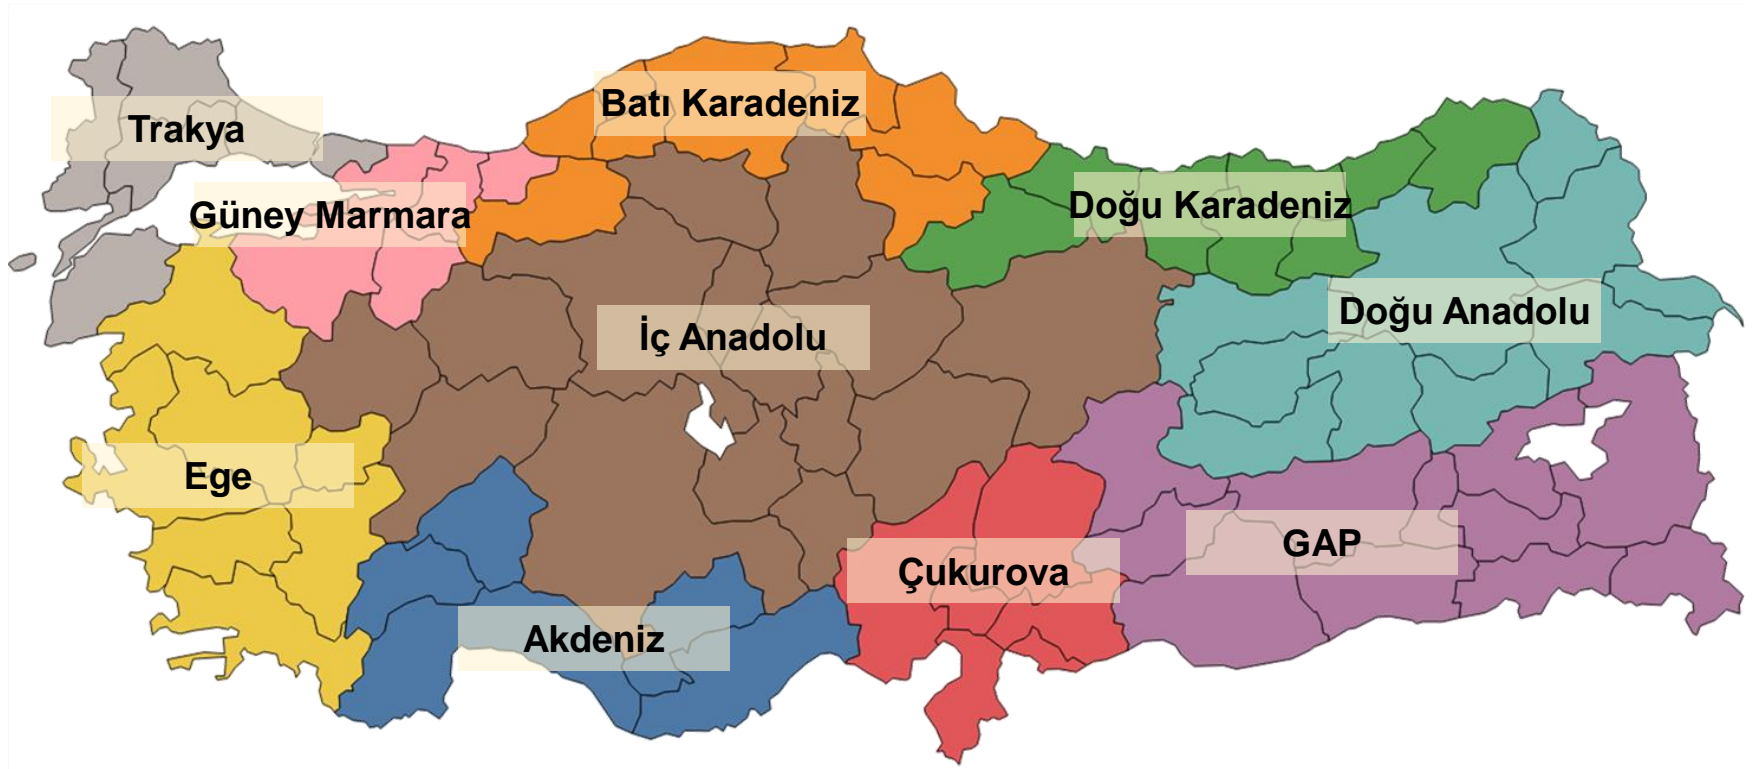 Batı Karadeniz
Trakya
Güney Marmara
Doğu Karadeniz
İç Anadolu
Doğu Anadolu
Ege
GAP
Çukurova
Akdeniz